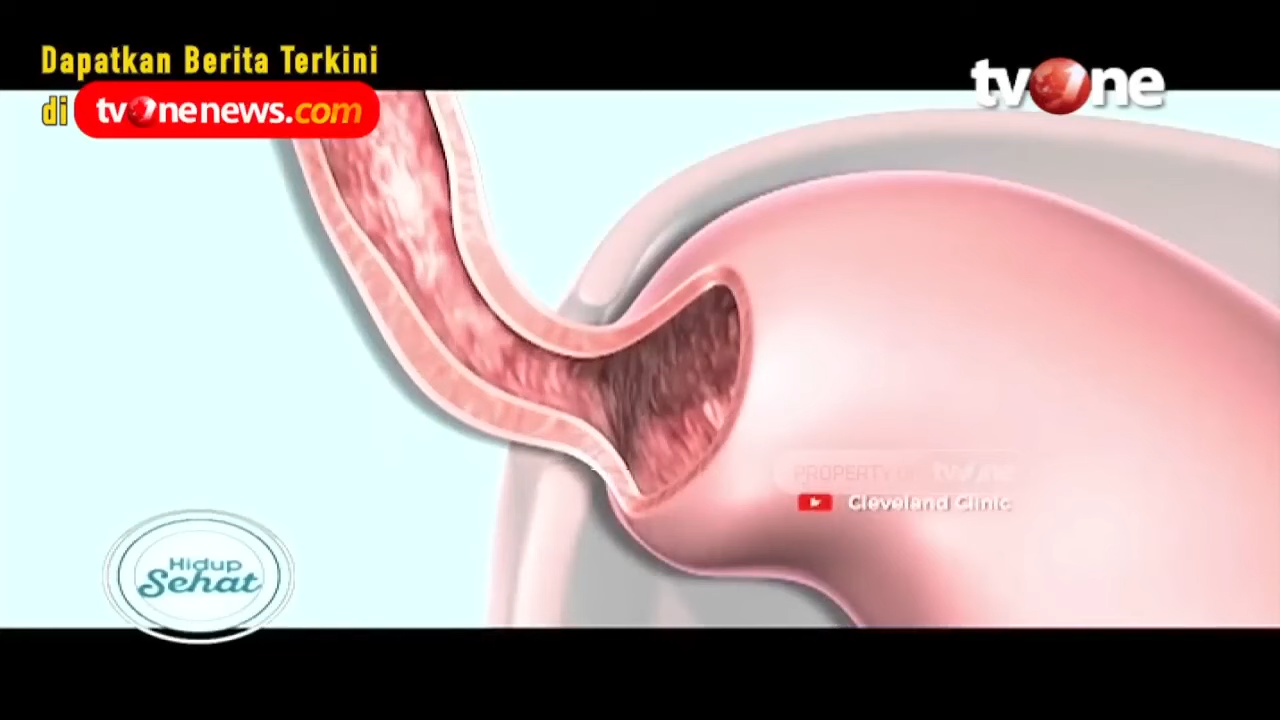 Dapatkan Berita Terkini
di tvOnenews.com
tvOne
PROPERTY OF tvOne
Cleveland Clinic
Hidup
Sehat